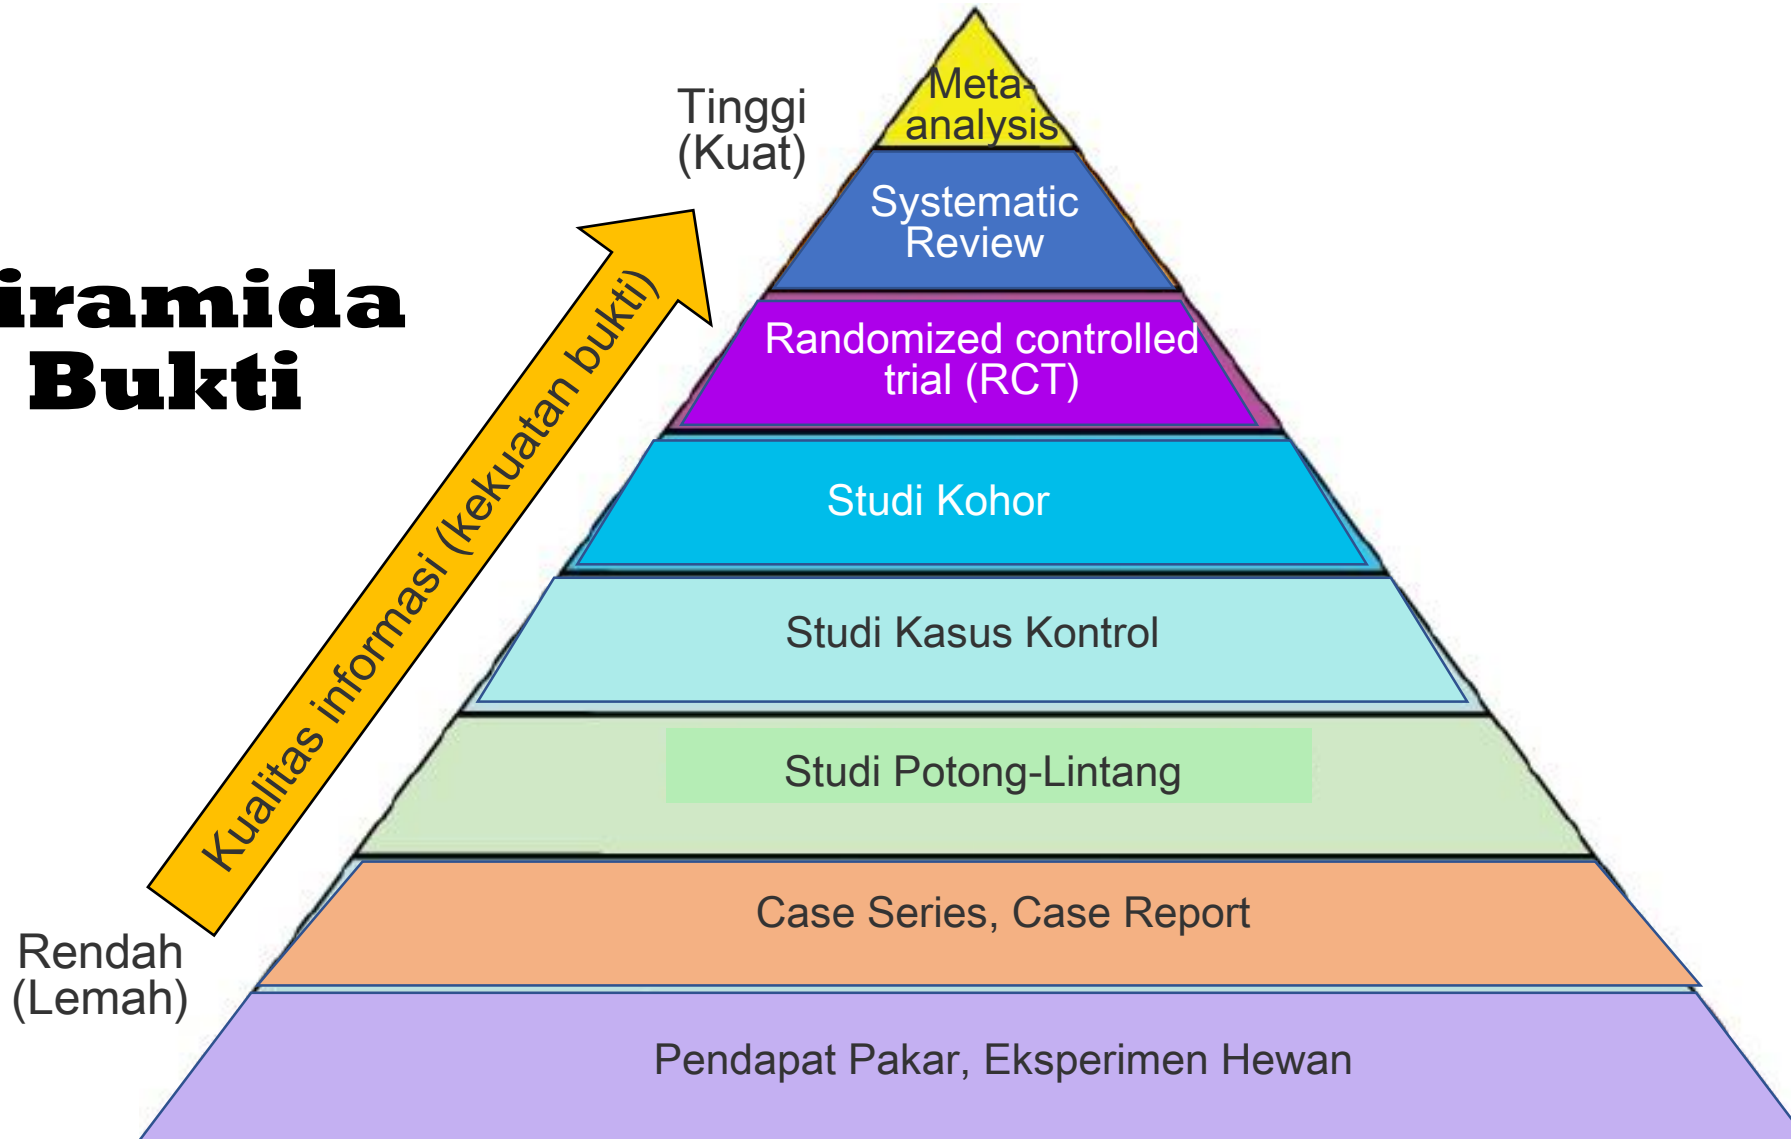 iramida
Bukti
Tinggi
(Kuat)
Kualitas informasi (kekuatan bukti)
Rendah
(Lemah)
Meta-
analysis
Systematic
Review
Randomized controlled
trial (RCT)
Studi Kohor
Studi Kasus Kontrol
Studi Potong-Lintang
Case Series, Case Report
Pendapat Pakar, Eksperimen Hewan